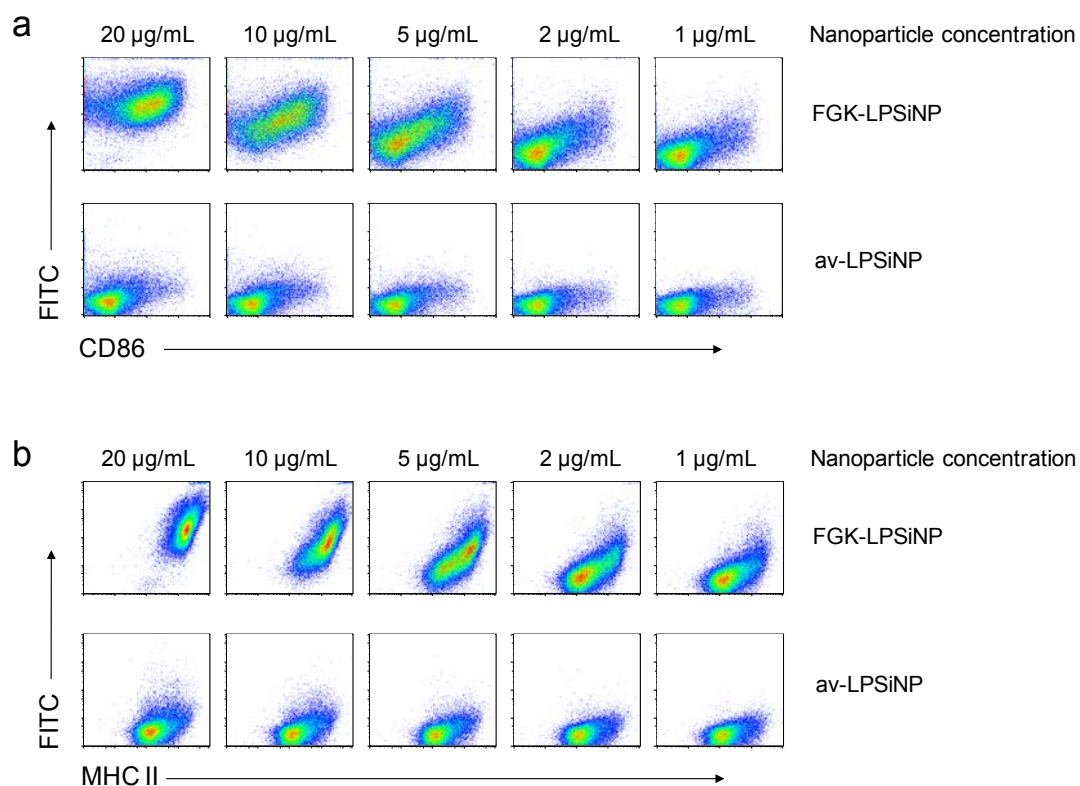 a
20 µg/mL 10 µg/mL 5 µg/mL 2 µg/mL 1 µg/mL Nanoparticle concentration
FGK-LPSiNP
av-LPSiNP
FITC
CD86
b
20 µg/mL 10 µg/mL 5 µg/mL 2 µg/mL 1 µg/mL Nanoparticle concentration
FGK-LPSiNP
av-LPSiNP
FITC
MHC II